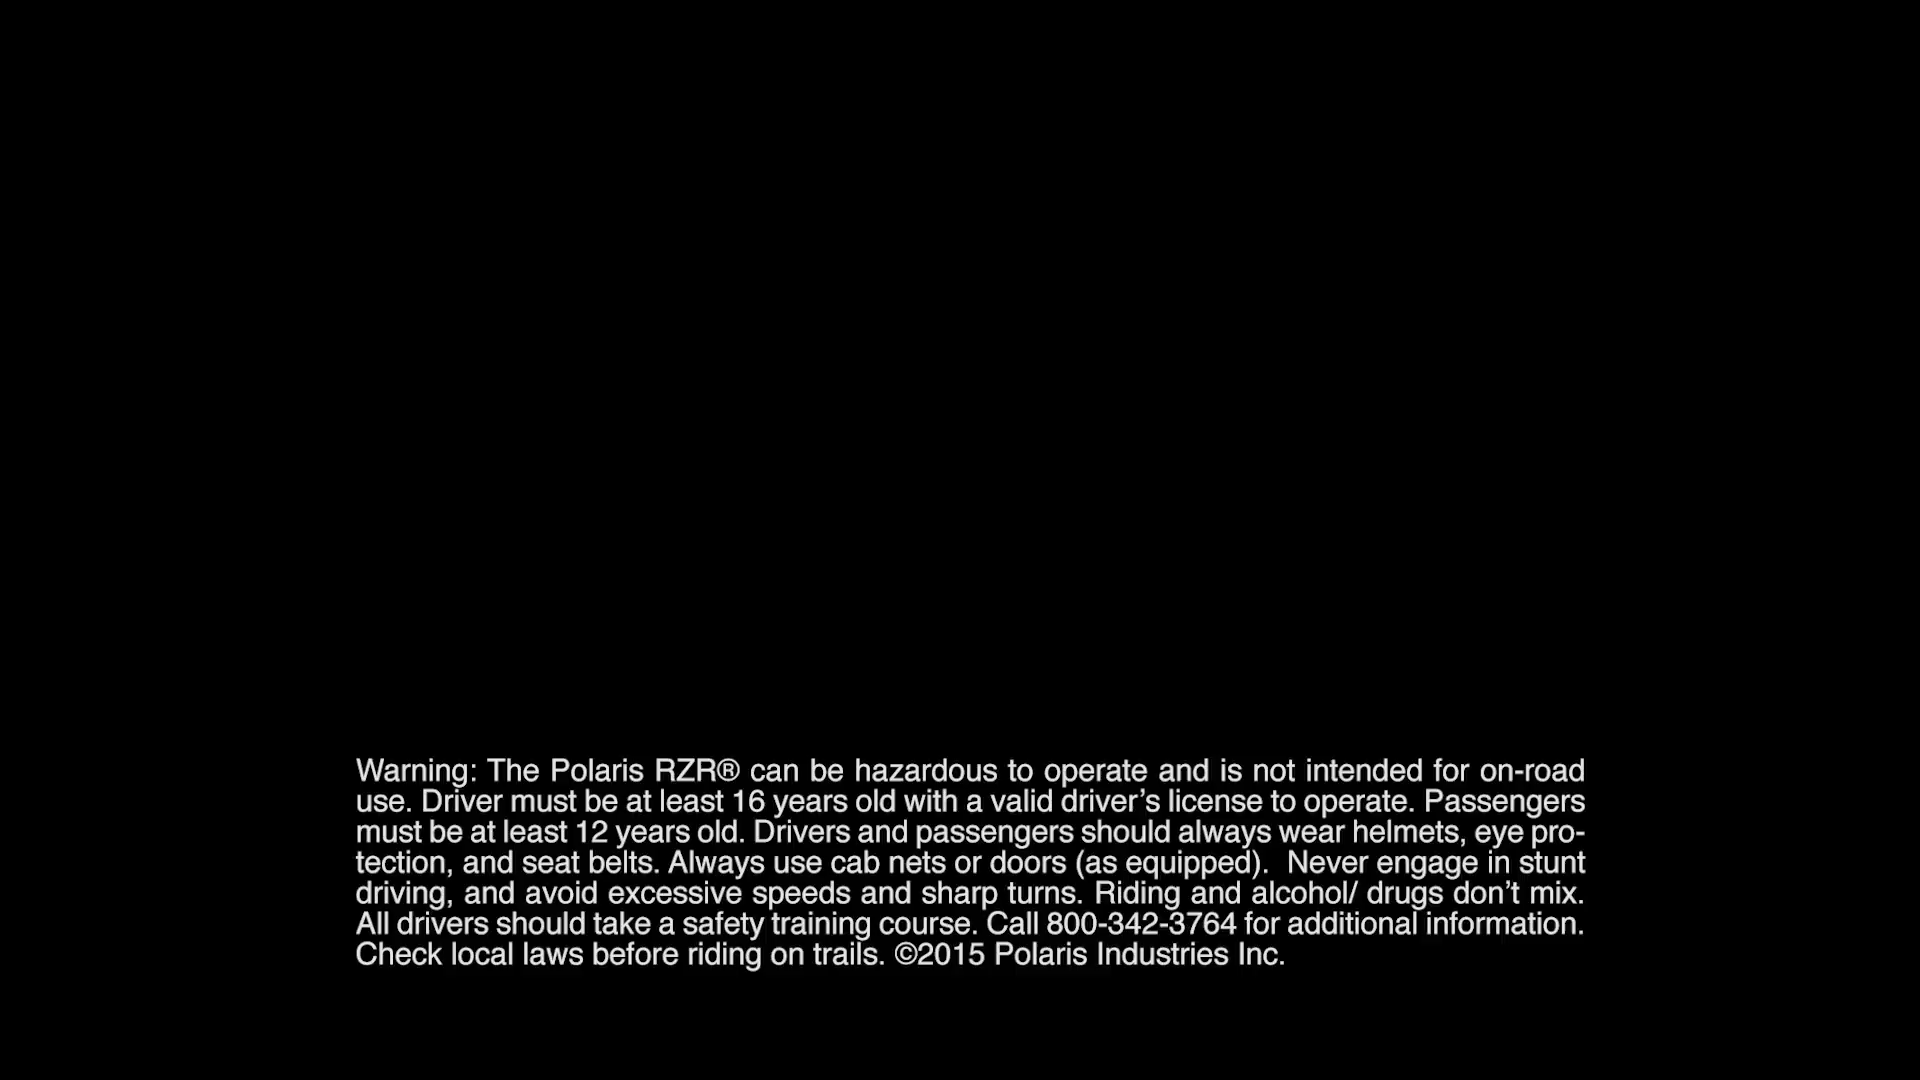 Warning: The Polaris RZR® can be hazardous to operate and is not intended for on-road
use. Driver must be at least 16 years old with a valid driver’s license to operate. Passengers
must be at least 12 years old. Drivers and passengers should always wear helmets, eye pro-
tection, and seat belts. Always use cab nets or doors (as equipped).  Never engage in stunt
driving, and avoid excessive speeds and sharp turns. Riding and alcohol/ drugs don’t mix.
All drivers should take a safety training course. Call 800-342-3764 for additional information.
Check local laws before riding on trails. ©2015 Polaris Industries Inc.